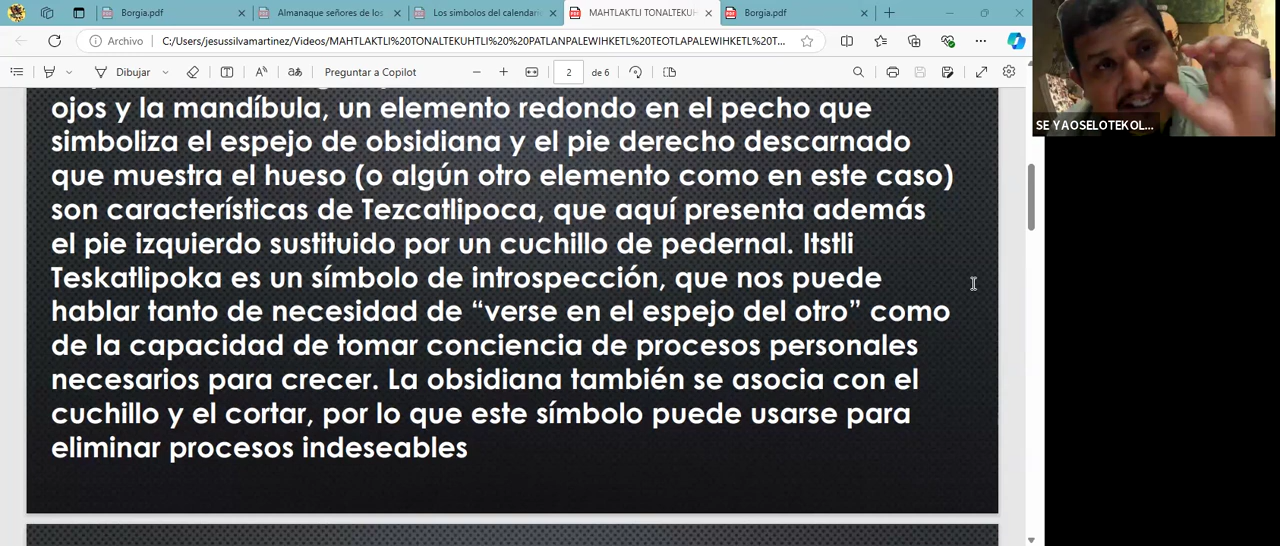 Borgia.pdf
Almanaque señores de los
Los simbolos del calendari
MAHTLAKTLI TONALTEKUH
Borgia.pdf
Archivo
C:/Users/jesussilvamartinez/Videos/MAHTLAKTLI%20TONALTEKUHTLI%20%20PATLANPALEWIHKETL%20TEOTLAPALEWIHKETL%20T...
Dibujar
Preguntar a Copilot
2
de 6
ojos y la mandíbula, un elemento redondo en el pecho que
simboliza el espejo de obsidiana y el pie derecho descarnado
que muestra el hueso (o algún otro elemento como en este caso)
son características de Tezcatlipoca, que aquí presenta además
el pie izquierdo sustituido por un cuchillo de pedernal. Itstli
Teskatlipoka es un símbolo de introspección, que nos puede
hablar tanto de necesidad de “verse en el espejo del otro” como
de la capacidad de tomar conciencia de procesos personales
necesarios para crecer. La obsidiana también se asocia con el
cuchillo y el cortar, por lo que este símbolo puede usarse para
eliminar procesos indeseables
SE YAOSELOTEKOL...